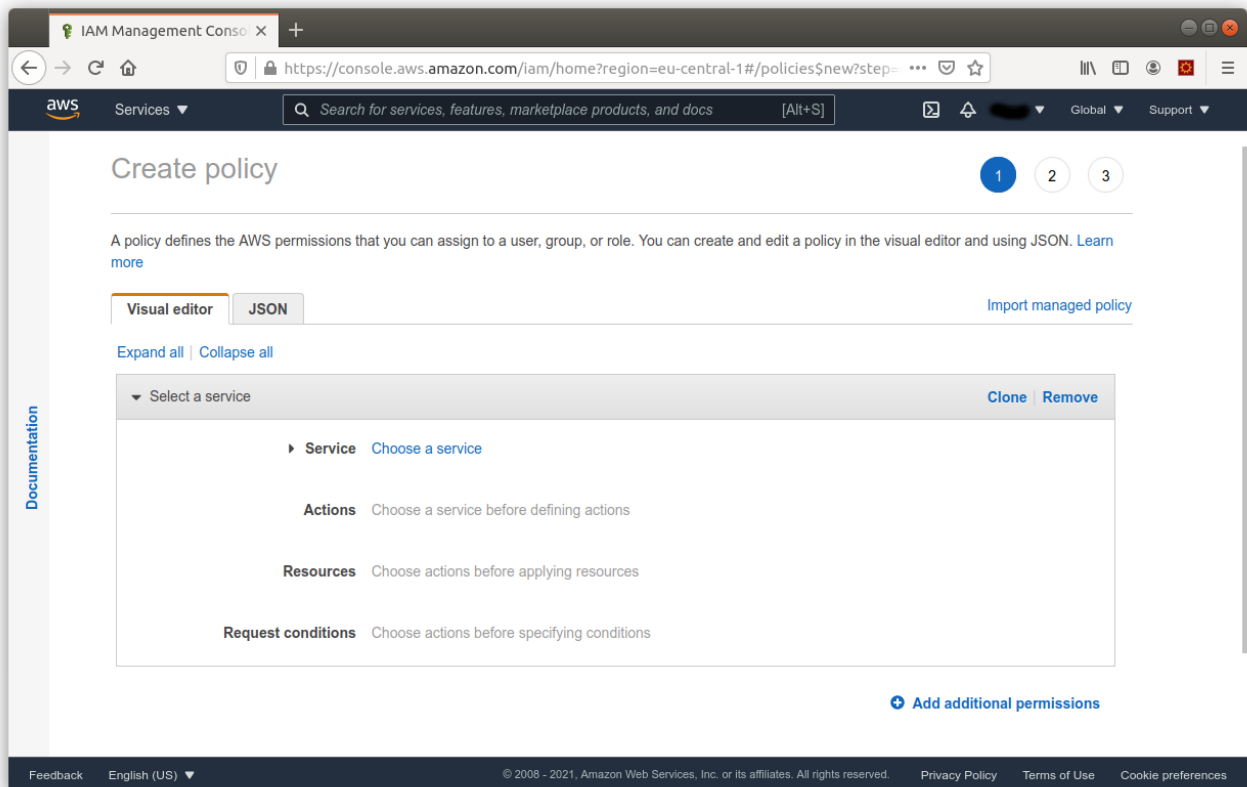 IAM Management Conso
https://console.aws.amazon.com/iam/home?region=eu-central-1#/policies$new?step=
aws Services Search for services, features, marketplace products, and docs [Alt+S] Global Support
Create policy 1 2 3
A policy defines the AWS permissions that you can assign to a user, group, or role. You can create and edit a policy in the visual editor and using JSON. Learn
more
Visual editor JSON Import managed policy
Expand all | Collapse all
Select a service Clone | Remove
Service Choose a service
Actions Choose a service before defining actions
Resources Choose actions before applying resources
Request conditions Choose actions before specifying conditions
Add additional permissions
Documentation
Feedback English (US) © 2008 - 2021, Amazon Web Services, Inc. or its affiliates. All rights reserved. Privacy Policy Terms of Use Cookie preferences